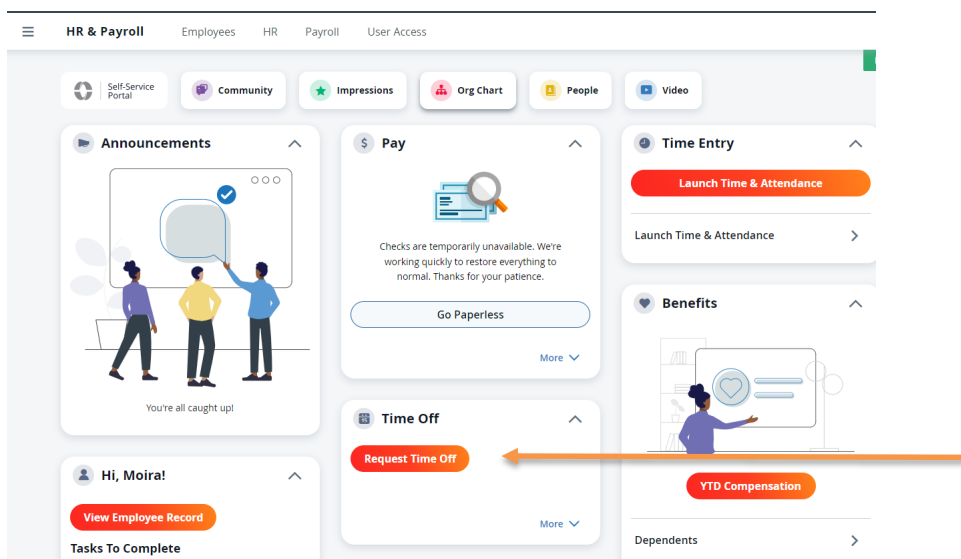 HR & Payroll Employees HR Payroll User Access
Self-Service
Portal
Community
Impressions
Org Chart
People
Video
Announcements
You're all caught up!
Hi, Moira!
View Employee Record
Tasks To Complete
$ Pay
Checks are temporarily unavailable. We're
working quickly to restore everything to
normal. Thanks for your patience.
Go Paperless
More
Time Off
Request Time Off
More
Time Entry
Launch Time & Attendance
Launch Time & Attendance
Benefits
YTD Compensation
Dependents